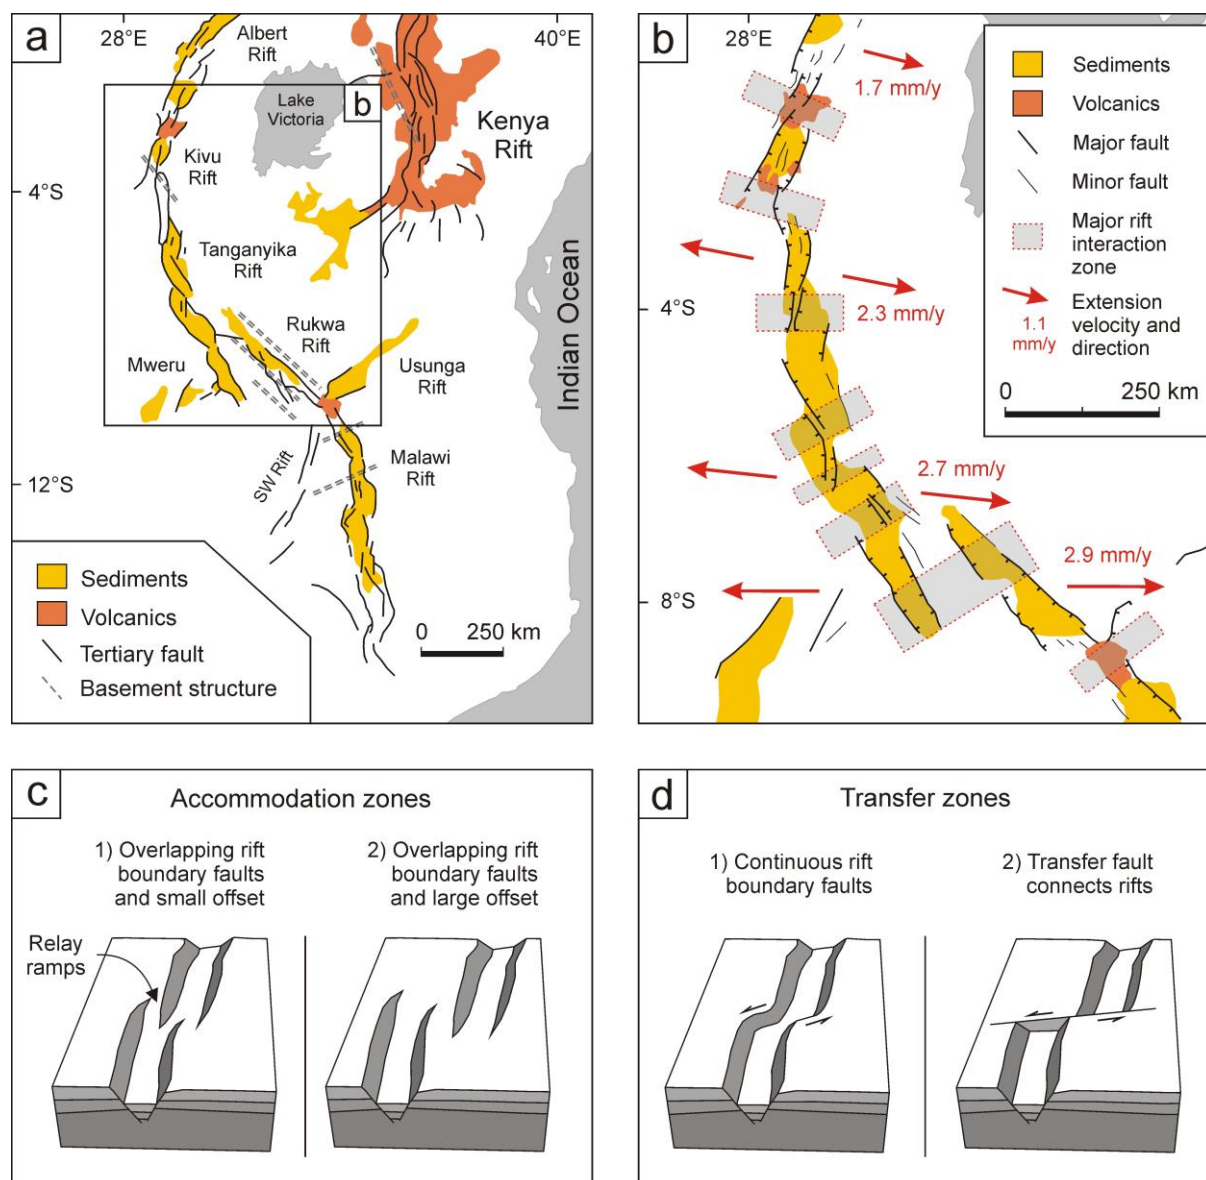 a
28°E
40°E
Albert
Rift
Lake
Victoria
b
Kenya
Rift
Kivu
Rift
4°S
Tanganyika
Rift
Rukwa
Rift
Mweru
Usunga
Rift
Indian Ocean
SW Rift
Malawi
Rift
12°S
Sediments
Volcanics
Tertiary fault
Basement structure
0 250 km
b
28°E
1.7 mm/y
4°S
2.3 mm/y
2.7 mm/y
2.9 mm/y
8°S
Sediments
Volcanics
Major fault
Minor fault
Major rift
interaction
zone
1.1
mm/y
Extension
velocity and
direction
0 250 km
c
Accommodation zones
1) Overlapping rift
boundary faults
and small offset
2) Overlapping rift
boundary faults
and large offset
Relay
ramps
d
Transfer zones
1) Continuous rift
boundary faults
2) Transfer fault
connects rifts